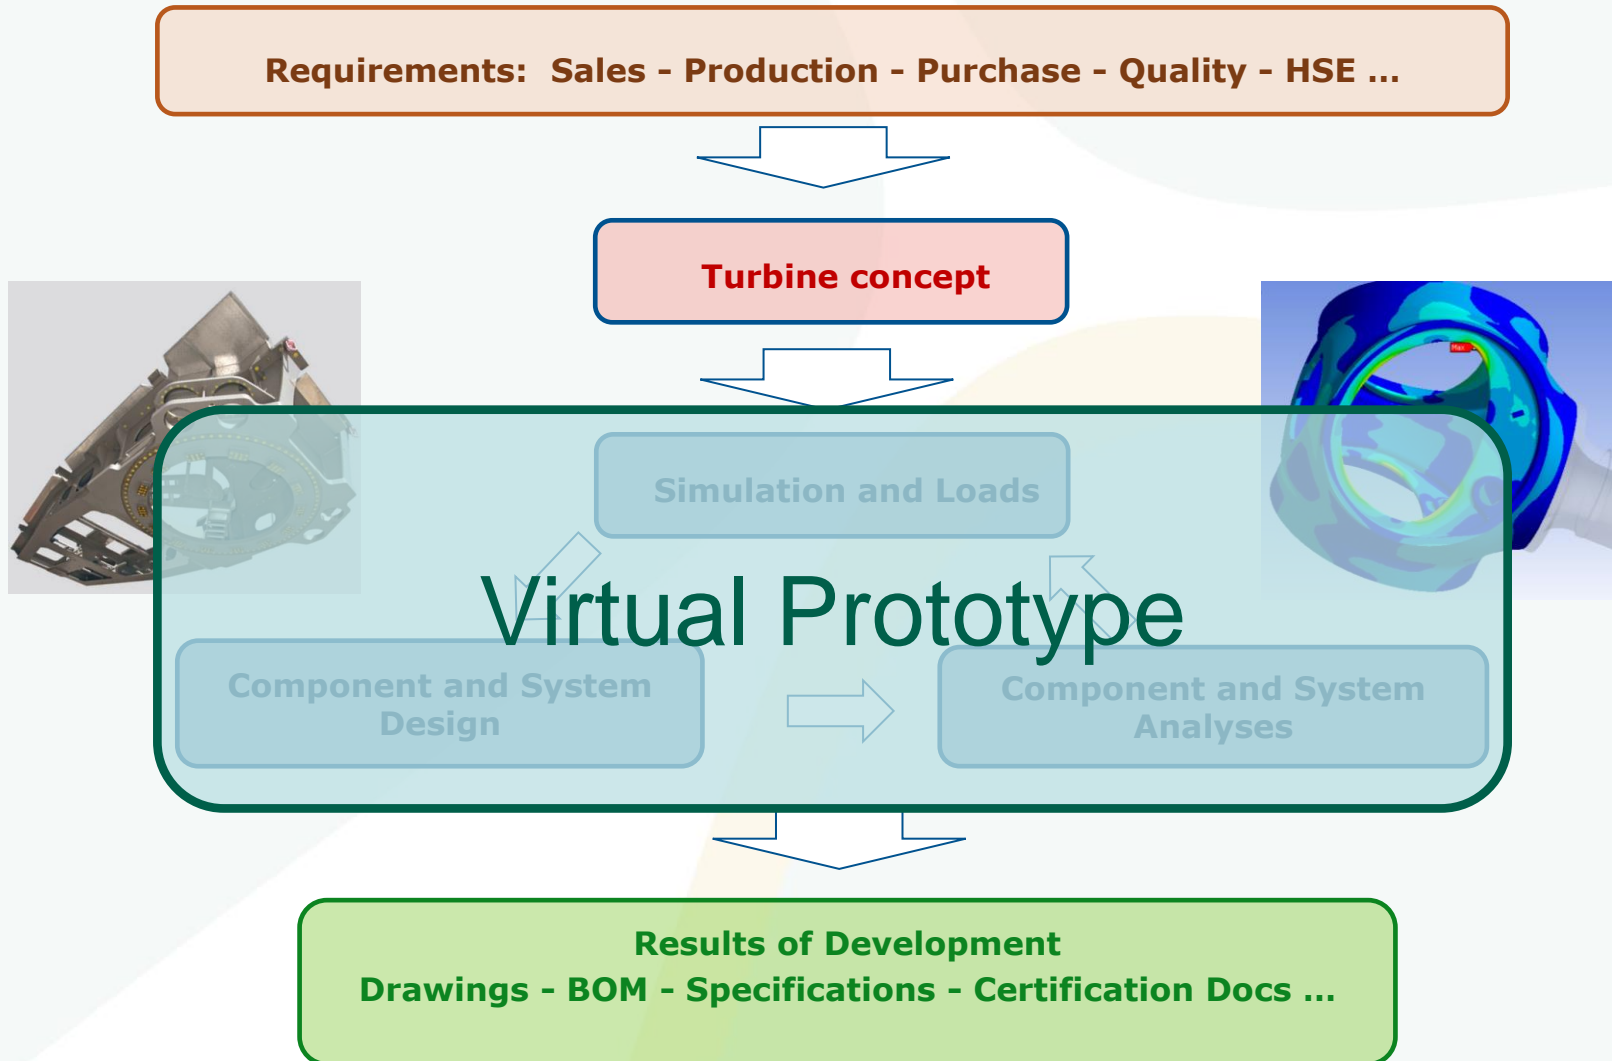 Requirements:  Sales - Production - Purchase - Quality - HSE ...
Turbine concept
Max
Simulation and Loads
Virtual Prototype
Component and System
Design
Component and System
Analyses
Results of Development
Drawings - BOM - Specifications - Certification Docs ...